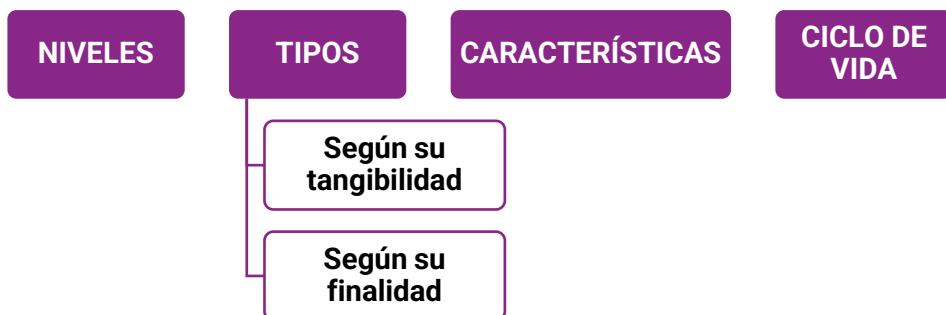 NIVELES
TIPOS
CARACTERÍSTICAS
CICLO DE
VIDA
Según su
tangibilidad
Según su
finalidad